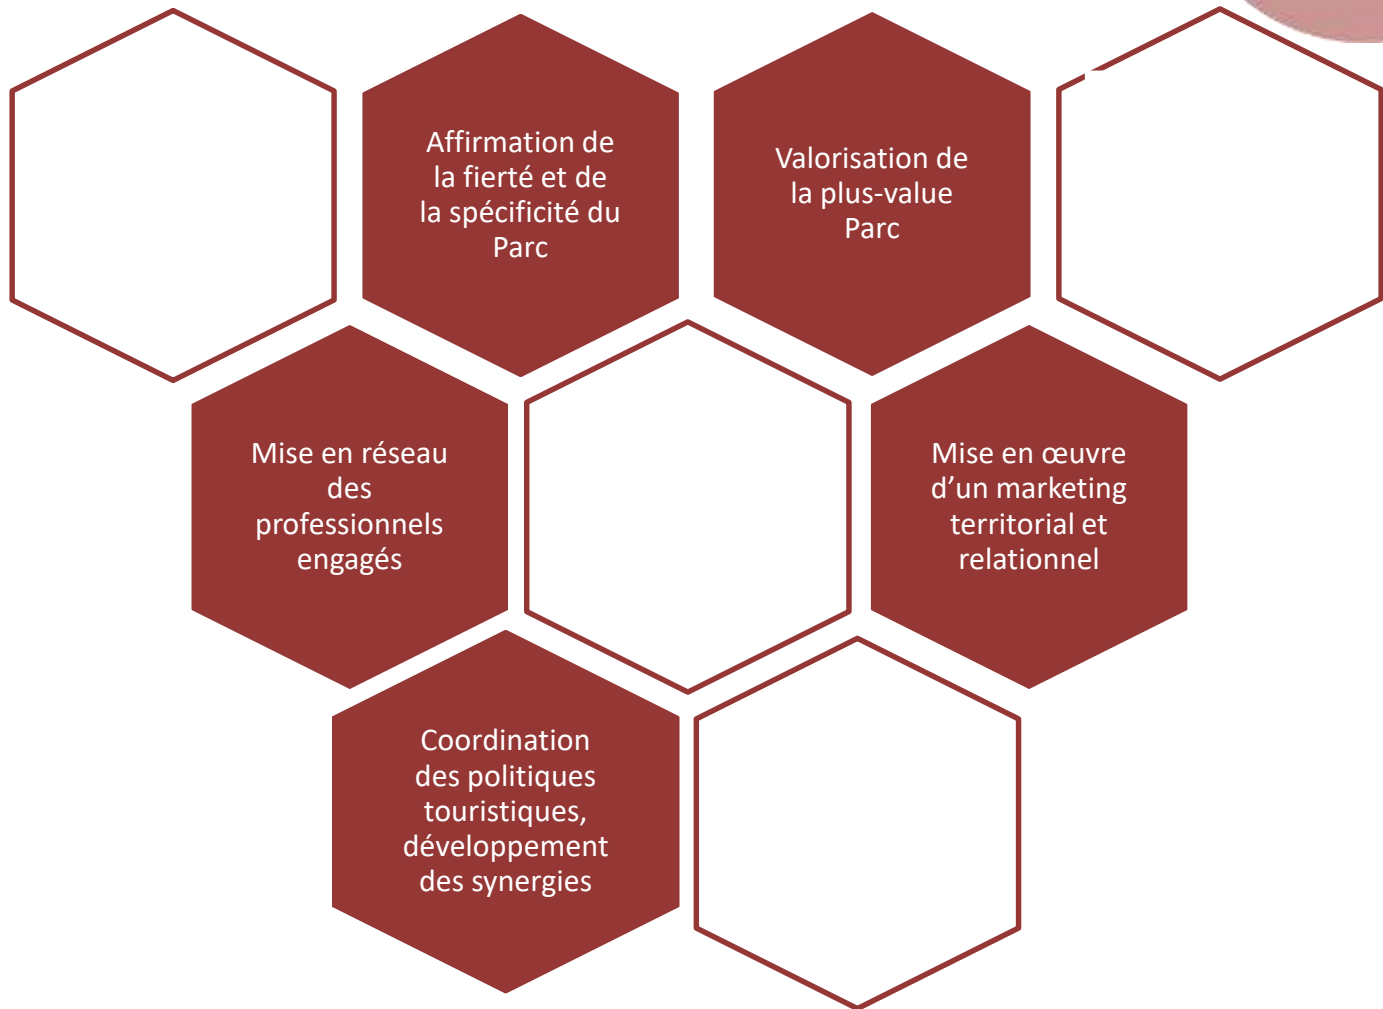 Affirmation de
la fierté et de
la spécificité du
Parc
Valorisation de
la plus-value
Parc
Mise en réseau
des
professionnels
engagés
Mise en œuvre
d’un marketing
territorial et
relationnel
Coordination
des politiques
touristiques,
développement
des synergies